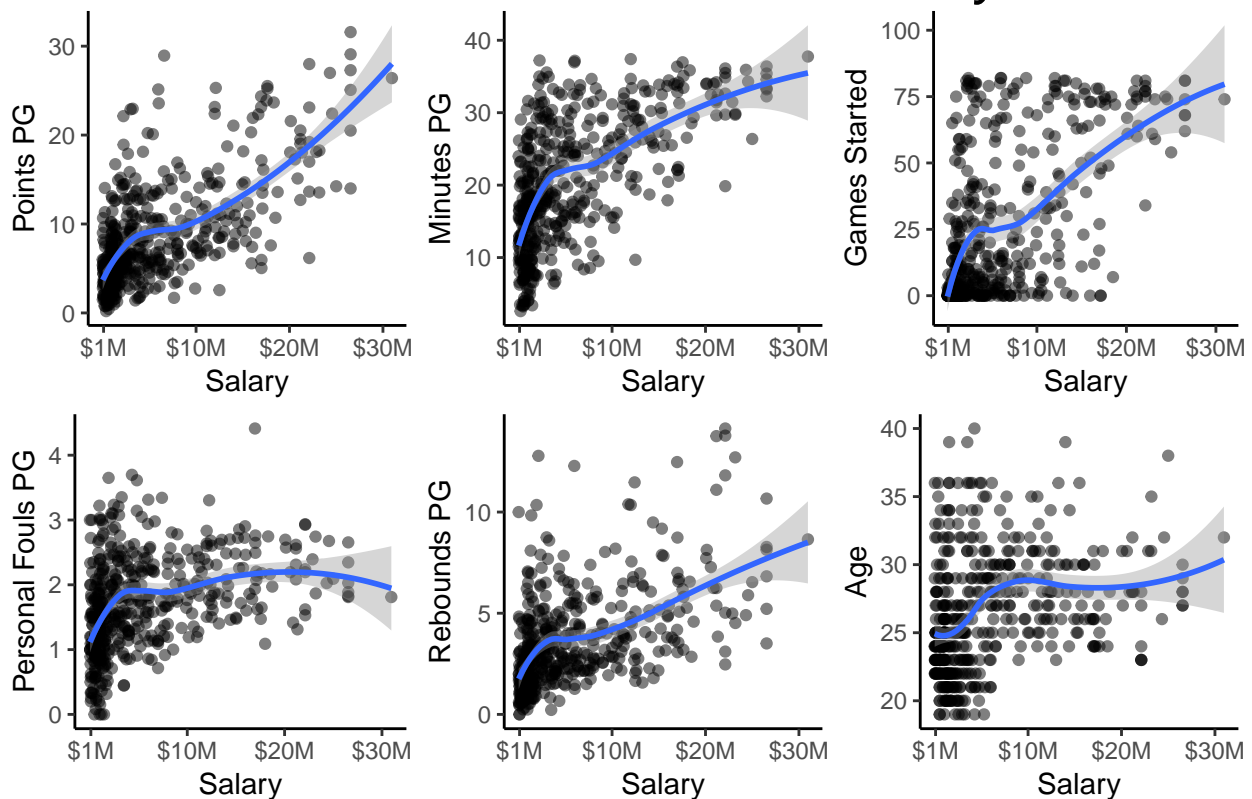 y
Points PG
30
20
10
0
$1M $10M $20M $30M
Salary
Minutes PG
40
30
20
10
$1M $10M $20M $30M
Salary
Games Started
100
75
50
25
0
$1M $10M $20M $30M
Salary
Personal Fouls PG
4
3
2
1
0
$1M $10M $20M $30M
Salary
Rebounds PG
10
5
0
$1M $10M $20M $30M
Salary
Age
40
35
30
25
20
$1M $10M $20M $30M
Salary